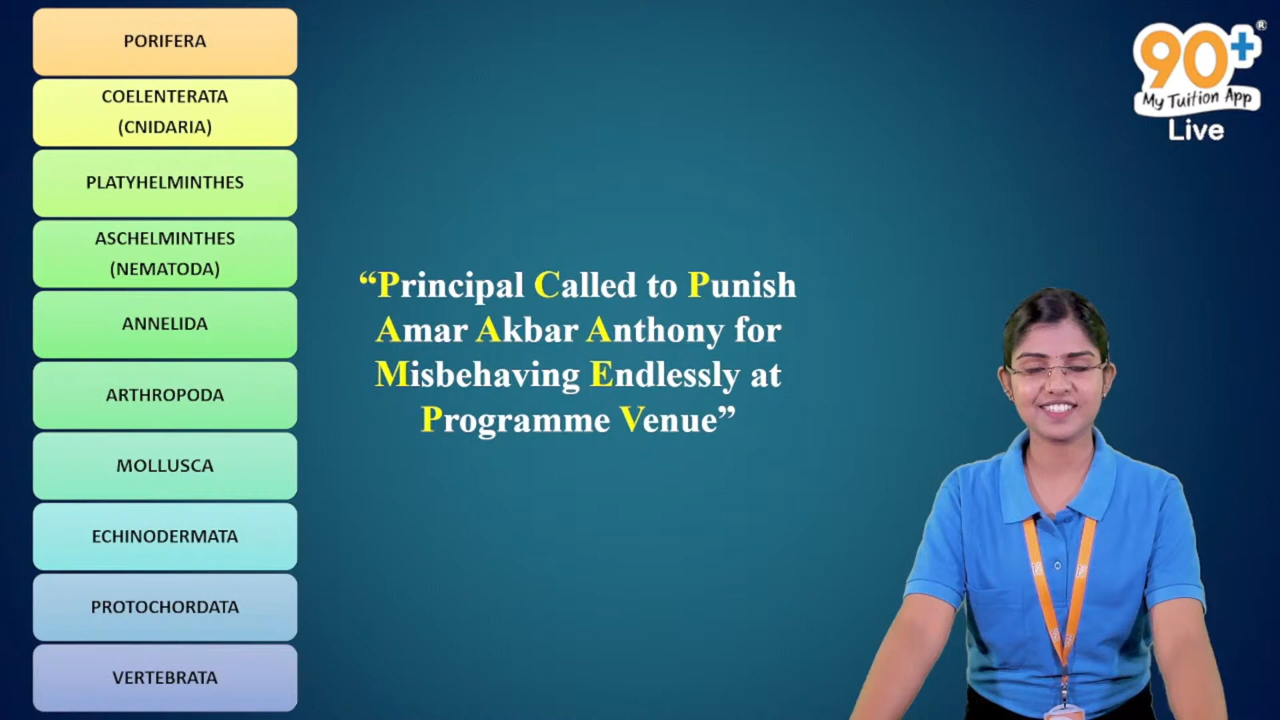 PORIFERA
COELENTERATA
(CNIDARIA)
PLATYHELMINTHES
ASCHELMINTHES
(NEMATODA)
ANNELIDA
ARTHROPODA
MOLLUSCA
ECHINODERMATA
PROTOCHORDATA
VERTEBRATA
“Principal Called to Punish
Amar Akbar Anthony for
Misbehaving Endlessly at
Programme Venue”
90+®
My Tuition App
Live